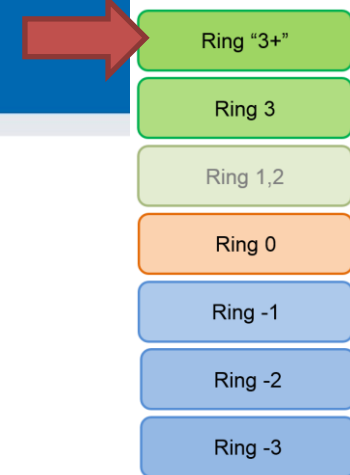 Ring “3+”
Ring 3
Ring 1,2
Ring 0
Ring -1
Ring -2
Ring -3